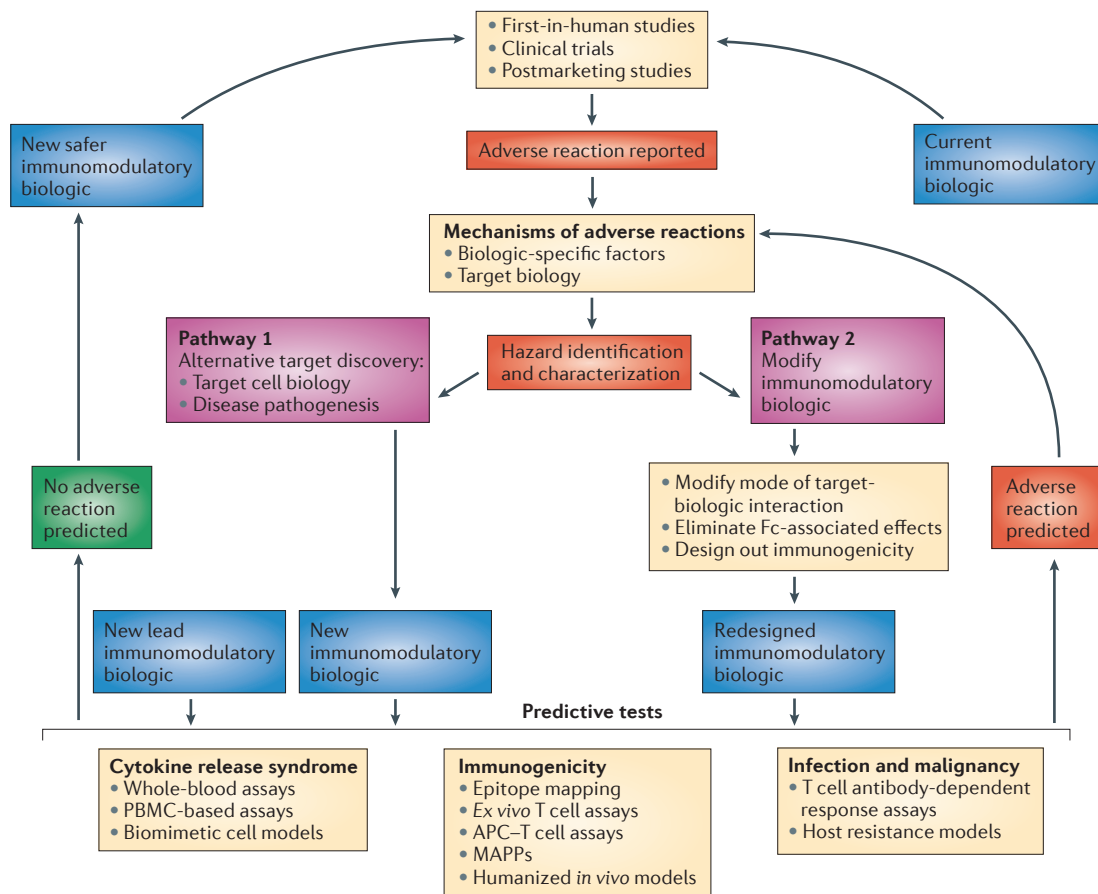 • First-in-human studies
• Clinical trials
• Postmarketing studies
New safer
immunomodulatory
biologic
Adverse reaction reported
Current
immunomodulatory
biologic
Mechanisms of adverse reactions
• Biologic-specific factors
• Target biology
Pathway 1
Alternative target discovery:
• Target cell biology
• Disease pathogenesis
Hazard identification
and characterization
Pathway 2
Modify
immunomodulatory
biologic
No adverse
reaction
predicted
• Modify mode of target-
biologic interaction
• Eliminate Fc-associated effects
• Design out immunogenicity
Adverse
reaction
predicted
New lead
immunomodulatory
biologic
New
immunomodulatory
biologic
Redesigned
immunomodulatory
biologic
Predictive tests
Cytokine release syndrome
• Whole-blood assays
• PBMC-based assays
• Biomimetic cell models
Immunogenicity
• Epitope mapping
• Ex vivo T cell assays
• APC–T cell assays
• MAPPs
• Humanized in vivo models
Infection and malignancy
• T cell antibody-dependent
response assays
• Host resistance models